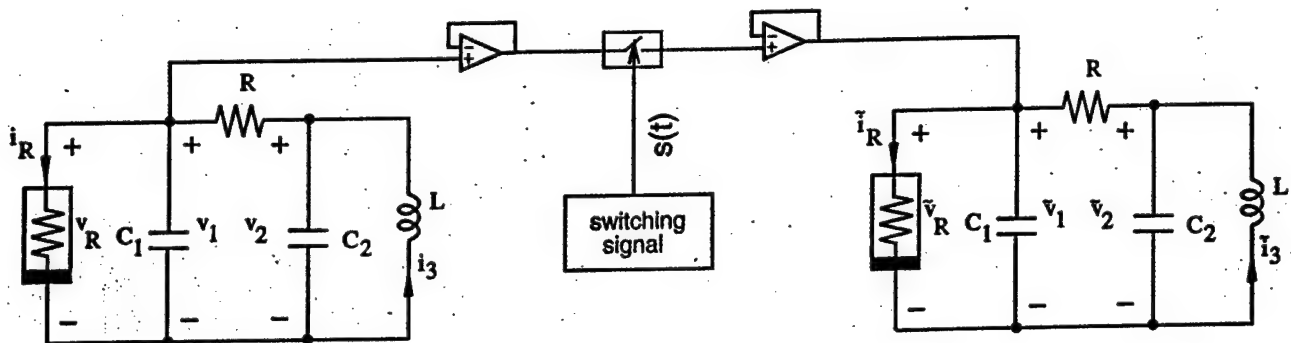 R
i_R
+
+
+
v_R
C_1
v_1
v_2
C_2
L
i_3
−
−
−
−
+
s(t)
switching
signal
−
+
R
ĩ_R
+
+
+
ṽ_R
C_1
ṽ_1
ṽ_2
C_2
L
ĩ_3
−
−
−